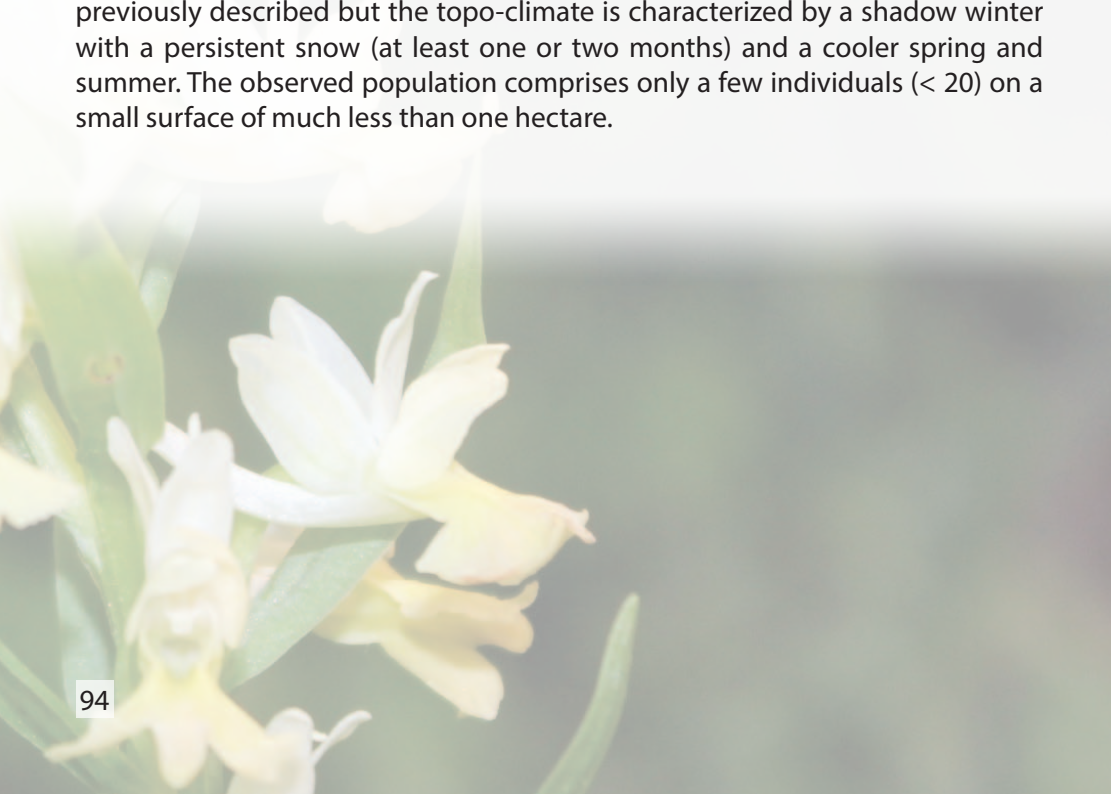 previously described but the topo-climate is characterized by a shadow winter
with a persistent snow (at least one or two months) and a cooler spring and
summer. The observed population comprises only a few individuals (< 20) on a
small surface of much less than one hectare.
94